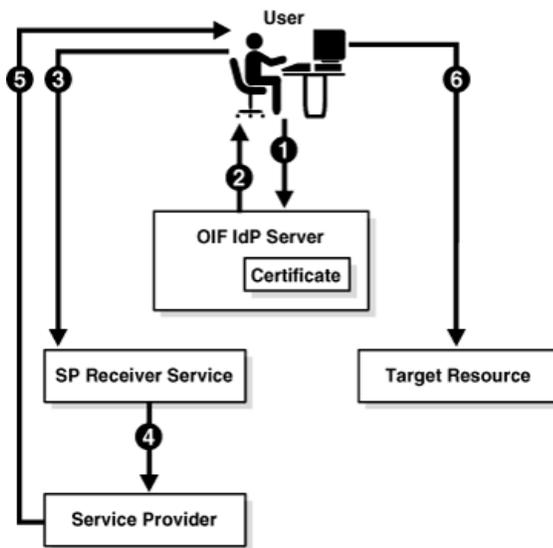 User
5
3
6
1
2
OIF IdP Server
Certificate
SP Receiver Service
Target Resource
4
Service Provider